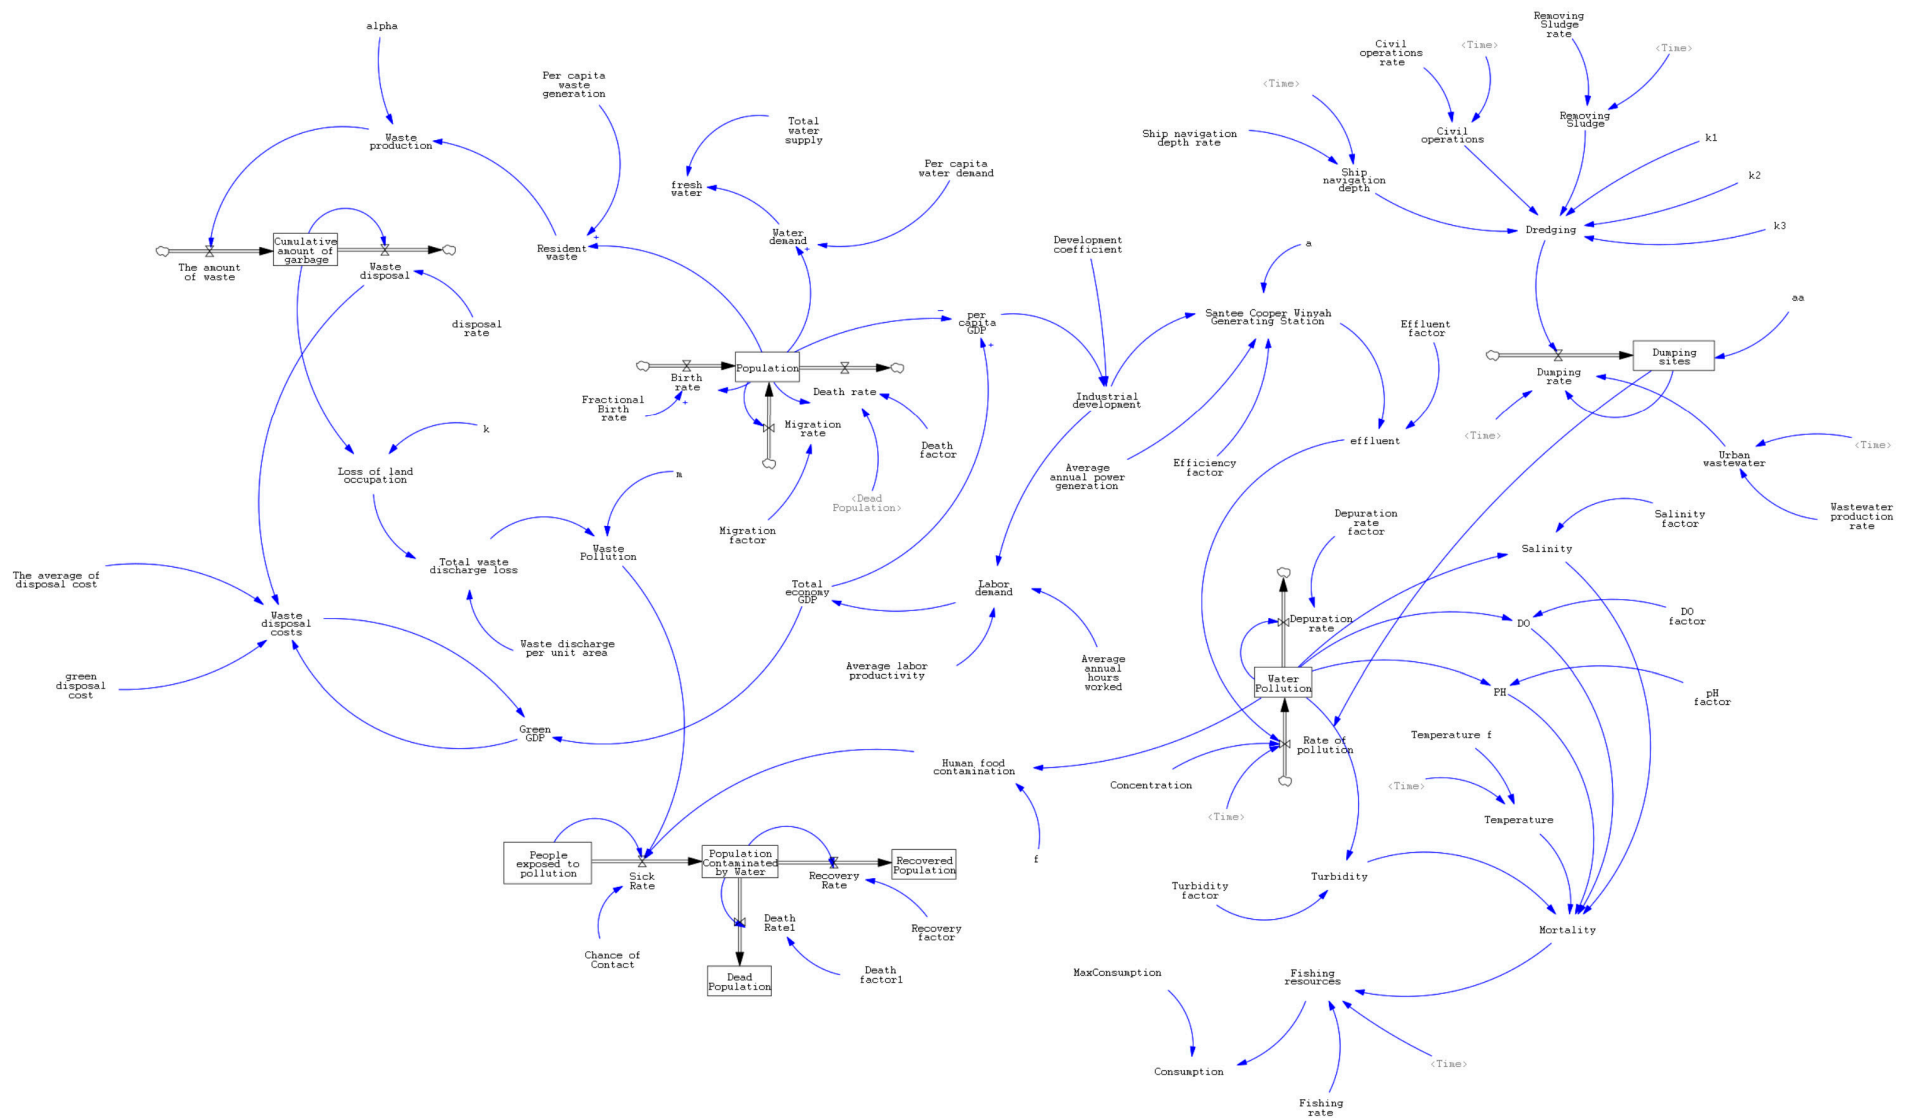 alpha
Per capita
waste
generation
Waste
production
Total
water
supply
fresh
water
Per capita
water demand
Water
demand
+
Resident
waste
+
Cumulative
amount of
garbage
The amount
of waste
Waste
disposal
disposal
rate
Removing
Sludge
rate
Civil
operations
rate
<Time>
<Time>
<Time>
Ship navigation
depth rate
Civil
operations
Removing
Sludge
k1
k2
k3
Ship
navigation
depth
Dredging
Development
coefficient
a
aa
per
capita
GDP
−
+
Santee Cooper Winyah
Generating Station
Effluent
factor
Dumping
sites
Dumping
rate
<Time>
Urban
wastewater
<Time>
Wastewater
production
rate
Population
Birth
rate
+
Fractional
Birth
rate
Death rate
Migration
rate
Death
factor
<Dead
Population>
Migration
factor
Industrial
development
effluent
Average
annual power
generation
Efficiency
factor
k
Loss of land
occupation
m
Waste
Pollution
Total waste
discharge loss
The average of
disposal cost
Waste
disposal
costs
Waste discharge
per unit area
green
disposal
cost
Green
GDP
Total
economy
GDP
Labor
demand
Average labor
productivity
Average
annual
hours
worked
Depuration
rate
factor
Salinity
factor
Salinity
Depuration
rate
DO
factor
DO
Water
Pollution
PH
pH
factor
Rate of
pollution
Temperature f
<Time>
Temperature
Concentration
<Time>
Human food
contamination
f
Turbidity
Turbidity
factor
Mortality
People
exposed to
pollution
Sick
Rate
Population
Contaminated
by Water
Recovery
Rate
Recovered
Population
Chance of
Contact
Death
Rate1
Recovery
factor
Death
factor1
Dead
Population
MaxConsumption
Fishing
resources
Consumption
<Time>
Fishing
rate